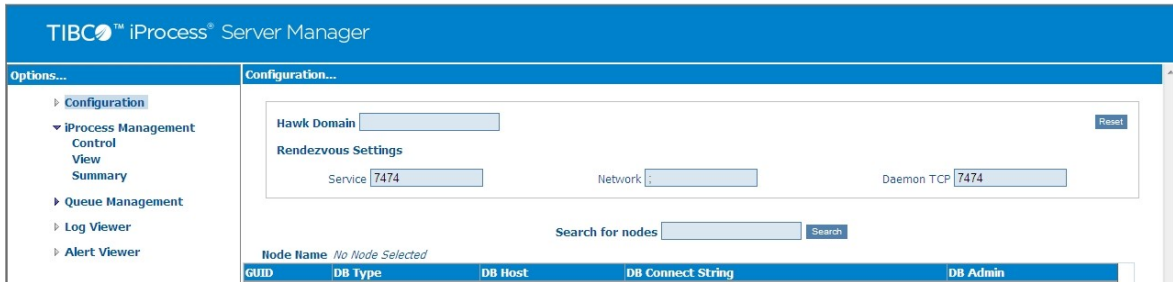 TIBCO™ iProcess® Server Manager
Options...
Configuration
iProcess Management
Control
View
Summary
Queue Management
Log Viewer
Alert Viewer
Configuration...
Hawk Domain
Reset
Rendezvous Settings
Service 7474 Network ; Daemon TCP 7474
Search for nodes Search
Node Name No Node Selected
GUID DB Type DB Host DB Connect String DB Admin